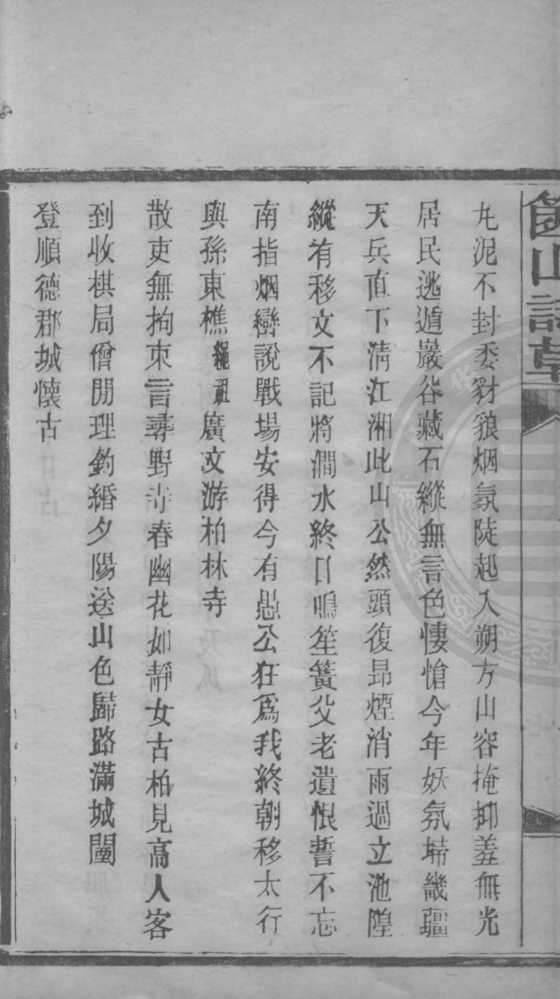 丸泥不封委豺狼烟氛陡起入朔方山容掩抑羞無光
居民逃遁巖谷藏石縱無言色悽愴今年妖氛埽畿疆
天兵直下清江湘此山公然頭復昻煙消雨過立池隍
縱有移文不記將澗水終日鳴笙簧父老遺恨誓不忘
南指烟巒說戰場安得今有愚公狂爲我終朝移太行
與孫東樵繩祖廣文游柏林寺
散吏無拘束言尋野寺春幽花如靜女古柏見高人客
到收棋局僧閒理釣緡夕陽送山色歸路滿城闉
登順德郡城懷古